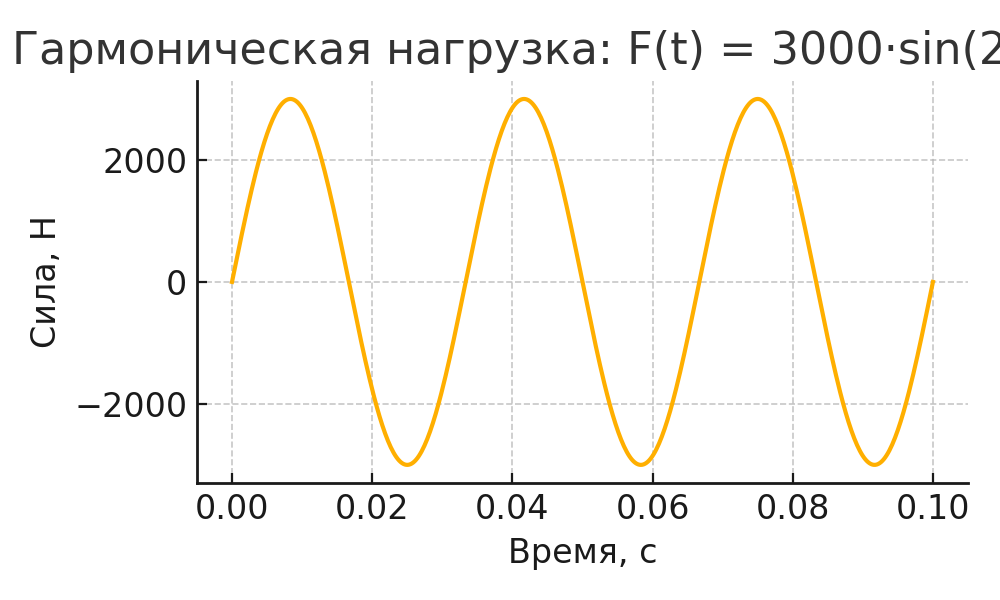 Гармоническая нагрузка: F(t) = 3000·sin(2
2000
0
−2000
Сила, Н
0.00 0.02 0.04 0.06 0.08 0.10
Время, с